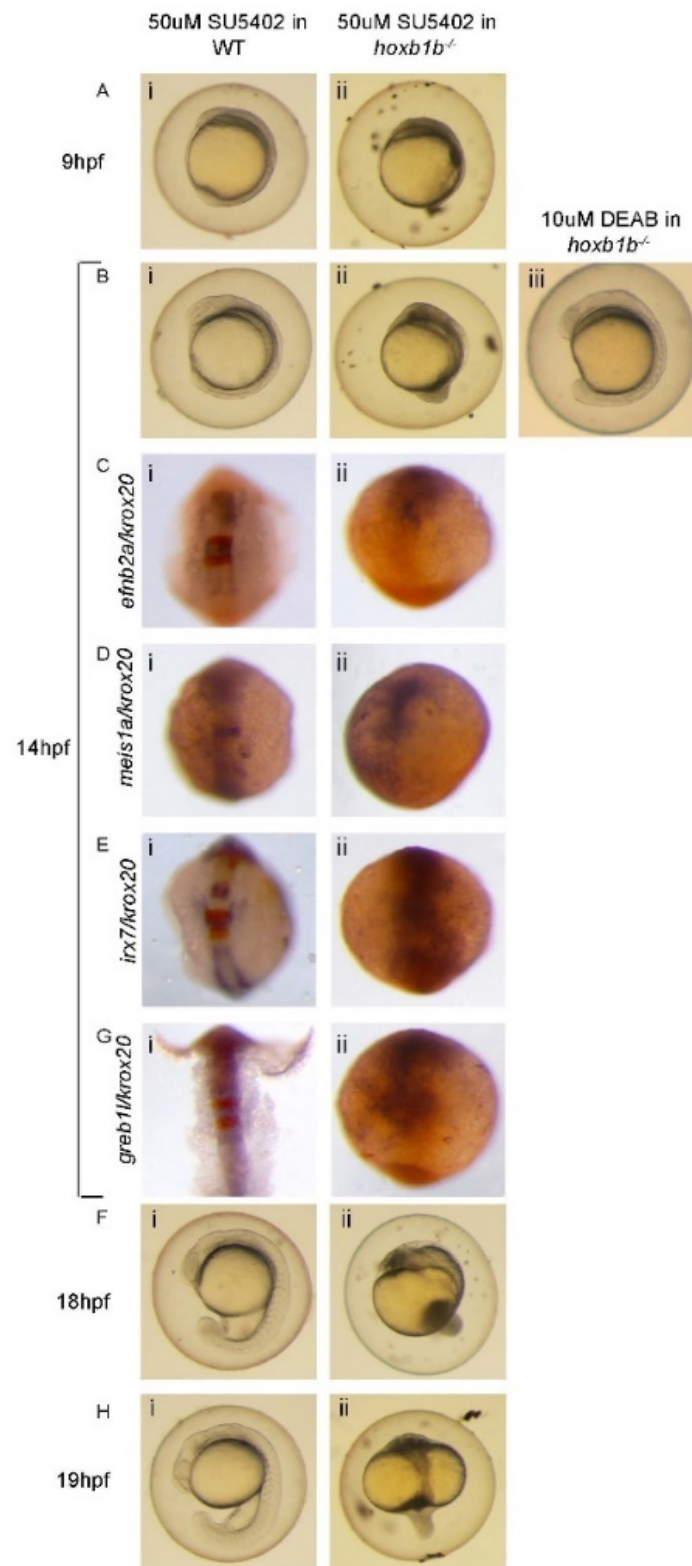 50uM SU5402 in
WT
50uM SU5402 in
hoxb1b-/-
A
i
ii
9hpf
10uM DEAB in
hoxb1b-/-
B
i
ii
iii
14hpf
C
efnb2a/krox20
i
ii
D
meis1a/krox20
i
ii
E
irx7/krox20
i
ii
G
greb1l/krox20
i
ii
F
i
ii
18hpf
H
i
ii
19hpf